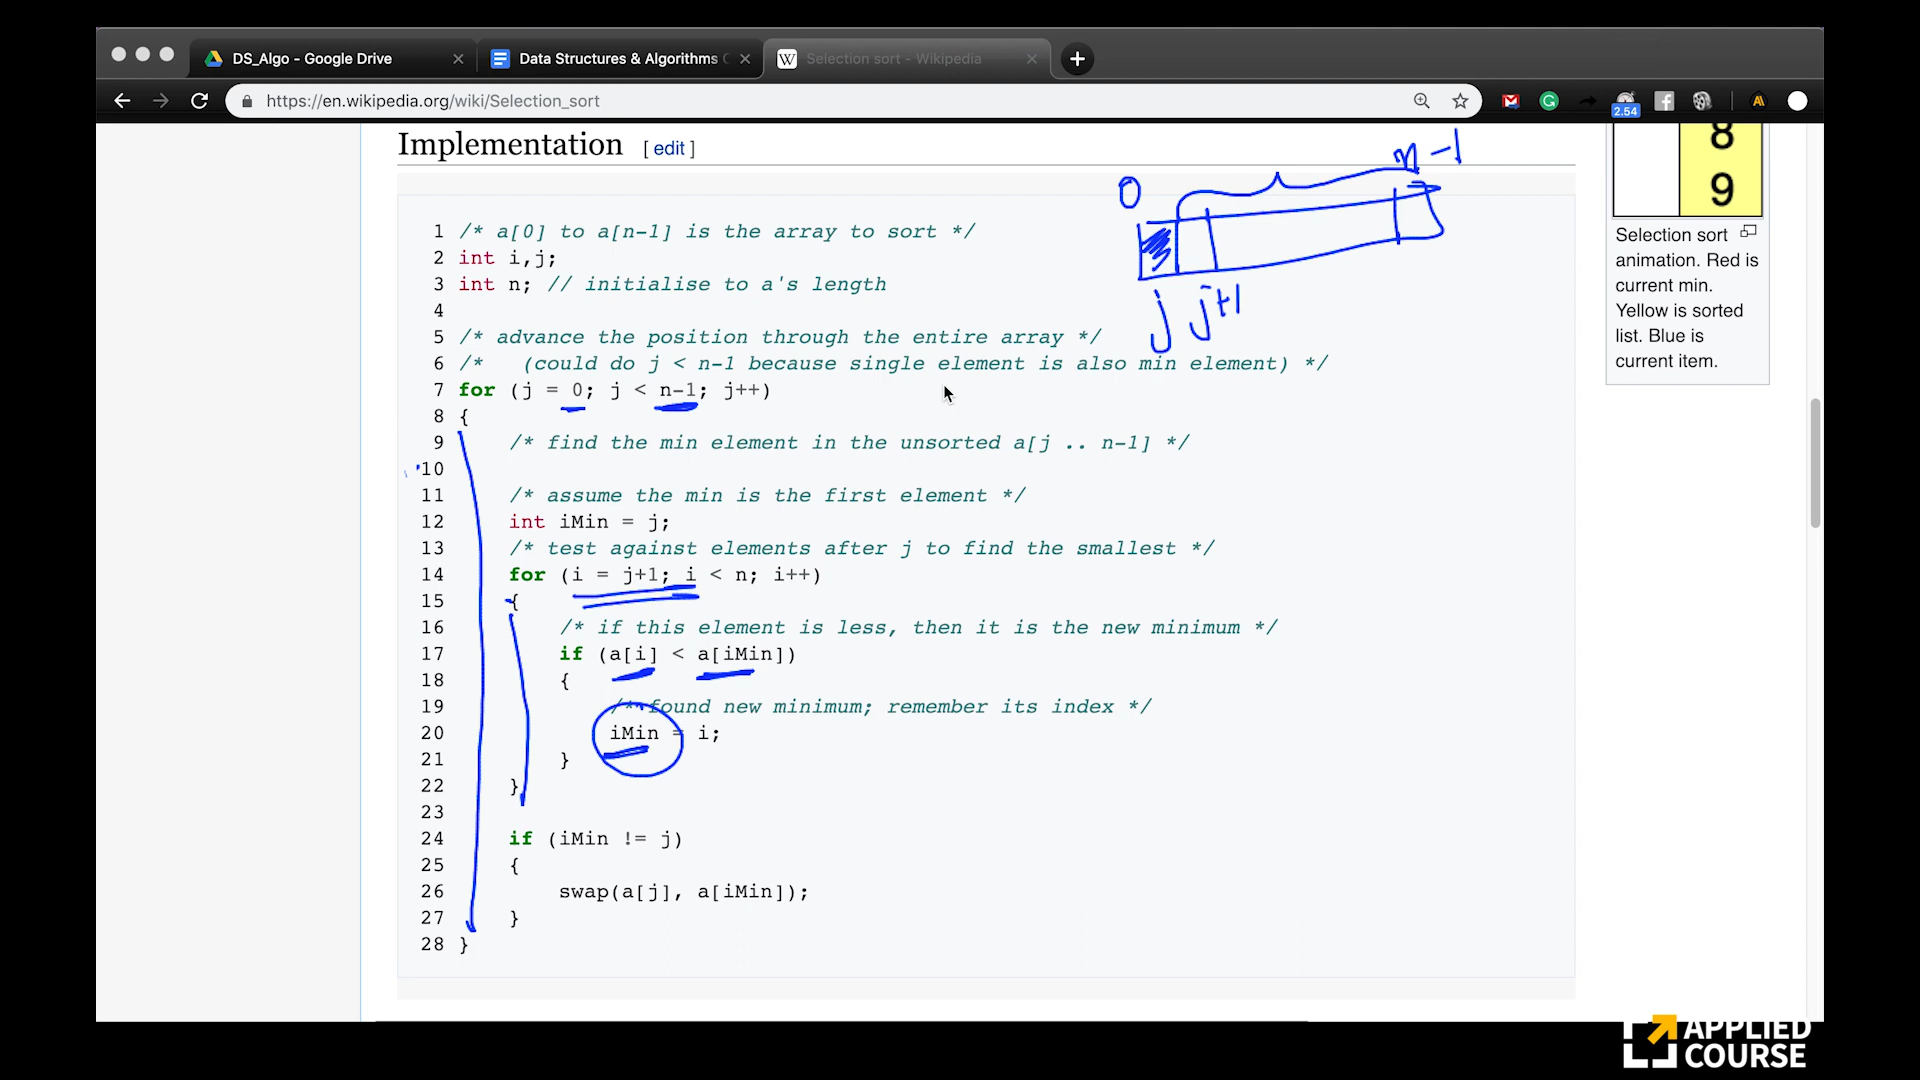 DS_Algo - Google Drive
Data Structures & Algorithms
Selection sort - Wikipedia
https://en.wikipedia.org/wiki/Selection_sort
2.54
Implementation [ edit ]
1 /* a[0] to a[n-1] is the array to sort */
2 int i,j;
3 int n; // initialise to a's length
4
5 /* advance the position through the entire array */
6 /*   (could do j < n-1 because single element is also min element) */
7 for (j = 0; j < n-1; j++)
8 {
9     /* find the min element in the unsorted a[j .. n-1] */
10
11     /* assume the min is the first element */
12     int iMin = j;
13     /* test against elements after j to find the smallest */
14     for (i = j+1; i < n; i++)
15     {
16         /* if this element is less, then it is the new minimum */
17         if (a[i] < a[iMin])
18         {
19             /* found new minimum; remember its index */
20             iMin = i;
21         }
22     }
23
24     if (iMin != j)
25     {
26         swap(a[j], a[iMin]);
27     }
28 }
0
n-1
j j+1
8
9
Selection sort
animation. Red is
current min.
Yellow is sorted
list. Blue is
current item.
APPLIED
COURSE